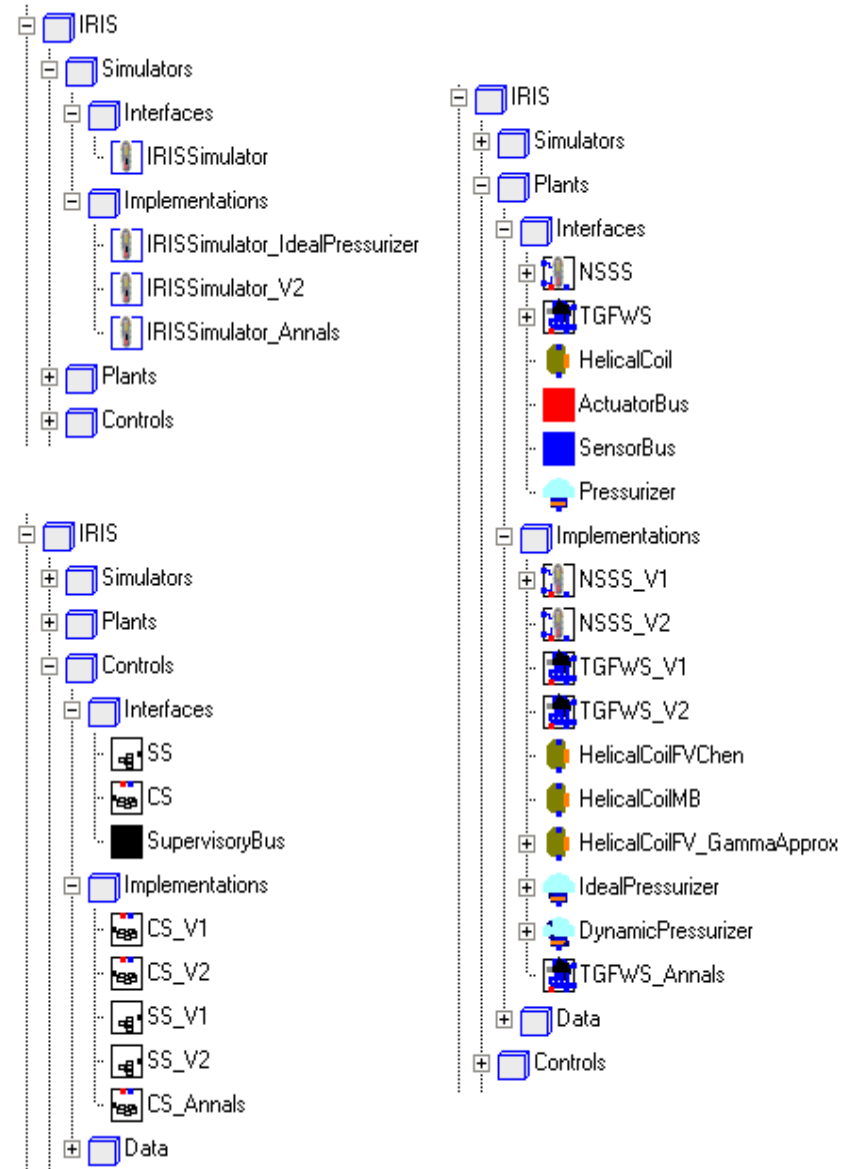 IRIS
Simulators
Interfaces
IRISSimulator
Implementations
IRISSimulator_IdealPressurizer
IRISSimulator_V2
IRISSimulator_Annals
Plants
Controls
IRIS
Simulators
Plants
Controls
Interfaces
SS
CS
SupervisoryBus
Implementations
CS_V1
CS_V2
SS_V1
SS_V2
CS_Annals
Data
IRIS
Simulators
Plants
Interfaces
NSSS
TGFWS
HelicalCoil
ActuatorBus
SensorBus
Pressurizer
Implementations
NSSS_V1
NSSS_V2
TGFWS_V1
TGFWS_V2
HelicalCoilFVChen
HelicalCoilMB
HelicalCoilFV_GammaApprox
IdealPressurizer
DynamicPressurizer
TGFWS_Annals
Data
Controls